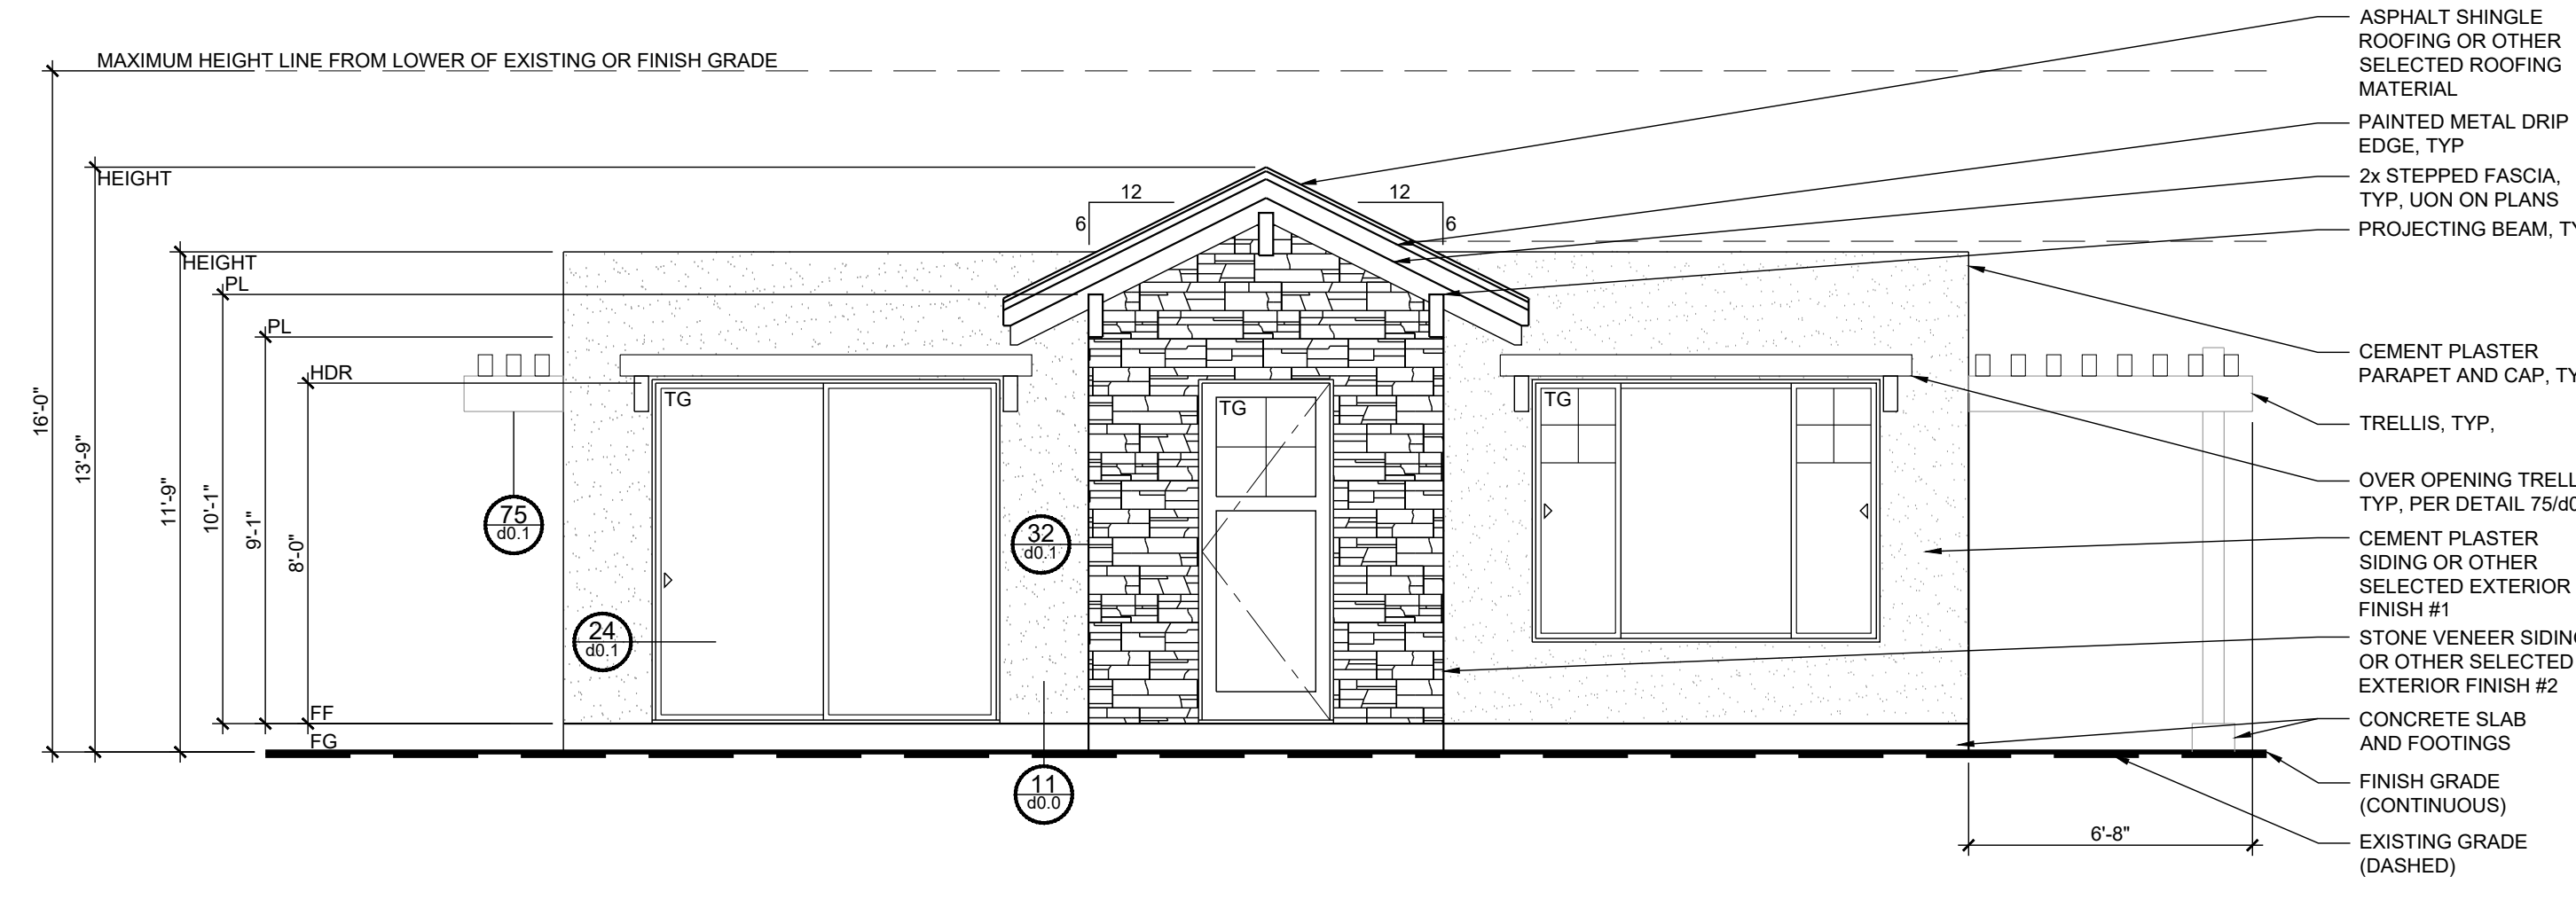 MAXIMUM HEIGHT LINE FROM LOWER OF EXISTING OR FINISH GRADE
HEIGHT
HEIGHT
PL
PL
HDR
FF
FG
16'-0"
13'-9"
11'-9"
10'-1"
9'-1"
8'-0"
12
6
12
6
TG
TG
TG
75
d0.1
24
d0.1
32
d0.1
11
d0.0
6'-8"
ASPHALT SHINGLE
ROOFING OR OTHER
SELECTED ROOFING
MATERIAL
PAINTED METAL DRIP
EDGE, TYP
2x STEPPED FASCIA,
TYP, UON ON PLANS
PROJECTING BEAM, TY
CEMENT PLASTER
PARAPET AND CAP, TY
TRELLIS, TYP,
OVER OPENING TRELL
TYP, PER DETAIL 75/d0
CEMENT PLASTER
SIDING OR OTHER
SELECTED EXTERIOR
FINISH #1
STONE VENEER SIDING
OR OTHER SELECTED
EXTERIOR FINISH #2
CONCRETE SLAB
AND FOOTINGS
FINISH GRADE
(CONTINUOUS)
EXISTING GRADE
(DASHED)